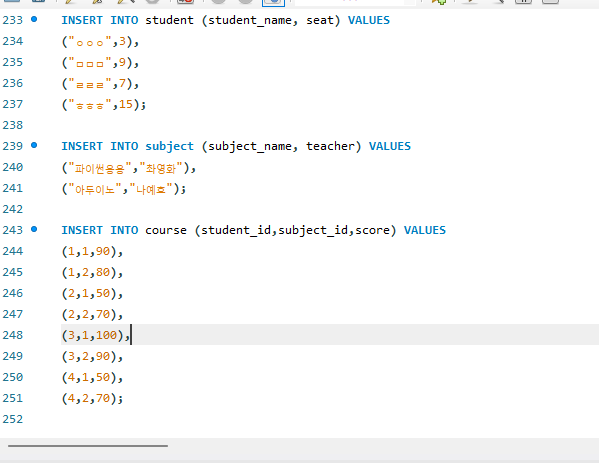 233 INSERT INTO student (student_name, seat) VALUES
234 ("ㅇㅇㅇ",3),
235 ("ㅁㅁㅁ",9),
236 ("ㄹㄹㄹ",7),
237 ("ㅎㅎㅎ",15);
238
239 INSERT INTO subject (subject_name, teacher) VALUES
240 ("파이썬응용","좌영화"),
241 ("아두이노","나예호");
242
243 INSERT INTO course (student_id,subject_id,score) VALUES
244 (1,1,90),
245 (1,2,80),
246 (2,1,50),
247 (2,2,70),
248 (3,1,100),
249 (3,2,90),
250 (4,1,50),
251 (4,2,70);
252